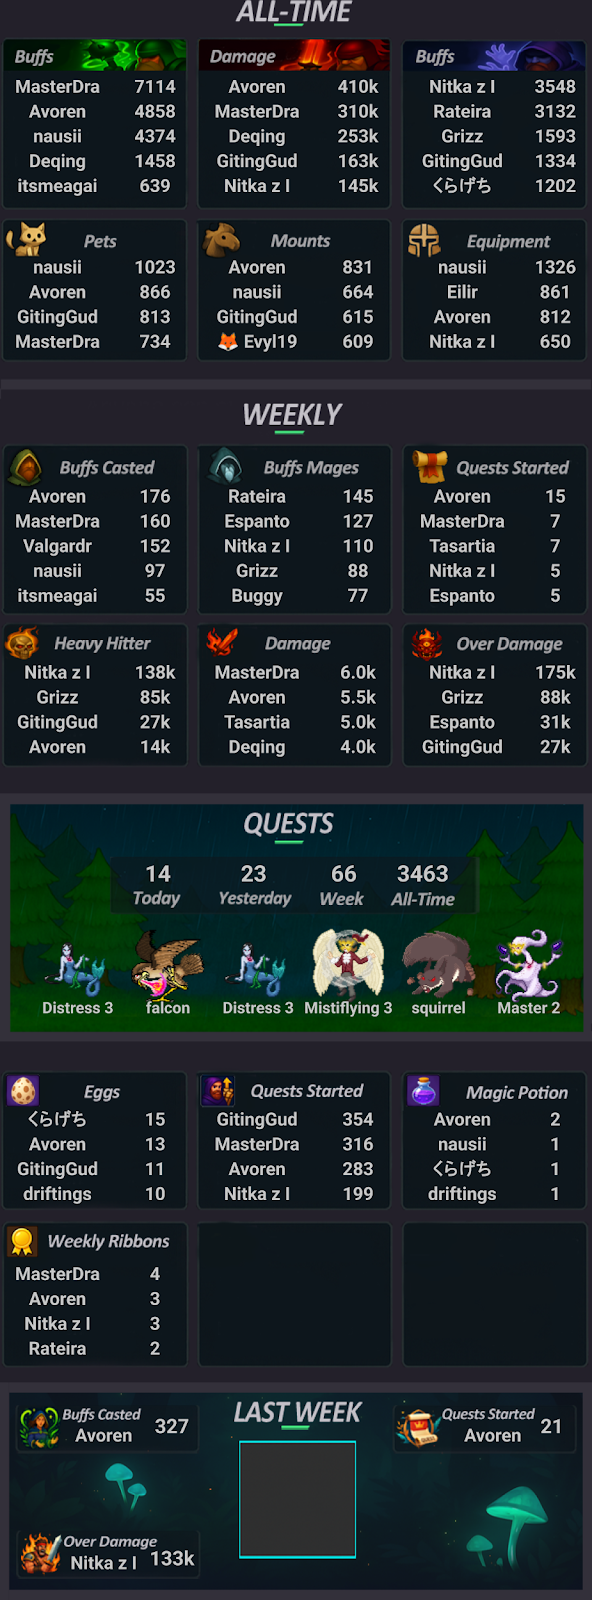 ALL-TIME
Buffs
MasterDra 7114
Avoren 4858
nausii 4374
Deqing 1458
itsmeagai 639
Damage
Avoren 410k
MasterDra 310k
Deqing 253k
GitingGud 163k
Nitka z l 145k
Buffs
Nitka z l 3548
Rateira 3132
Grizz 1593
GitingGud 1334
くらげち 1202
Pets
nausii 1023
Avoren 866
GitingGud 813
MasterDra 734
Mounts
Avoren 831
nausii 664
GitingGud 615
🦊 Evyl19 609
Equipment
nausii 1326
Eilir 861
Avoren 812
Nitka z l 650
WEEKLY
Buffs Casted
Avoren 176
MasterDra 160
Valgardr 152
nausii 97
itsmeagai 55
Buffs Mages
Rateira 145
Espanto 127
Nitka z l 110
Grizz 88
Buggy 77
Quests Started
Avoren 15
MasterDra 7
Tasartia 7
Nitka z l 5
Espanto 5
Heavy Hitter
Nitka z l 138k
Grizz 85k
GitingGud 27k
Avoren 14k
Damage
MasterDra 6.0k
Avoren 5.5k
Tasartia 5.0k
Deqing 4.0k
Over Damage
Nitka z l 175k
Grizz 88k
Espanto 31k
GitingGud 27k
QUESTS
14 23 66 3463
Today Yesterday Week All-Time
Distress 3 falcon Distress 3 Mistiflying 3 squirrel Master 2
Eggs
くらげち 15
Avoren 13
GitingGud 11
driftings 10
Quests Started
GitingGud 354
MasterDra 316
Avoren 283
Nitka z l 199
Magic Potion
Avoren 2
nausii 1
くらげち 1
driftings 1
Weekly Ribbons
MasterDra 4
Avoren 3
Nitka z l 3
Rateira 2
LAST WEEK
Buffs Casted
Avoren 327
Quests Started
Avoren 21
Over Damage
Nitka z l 133k